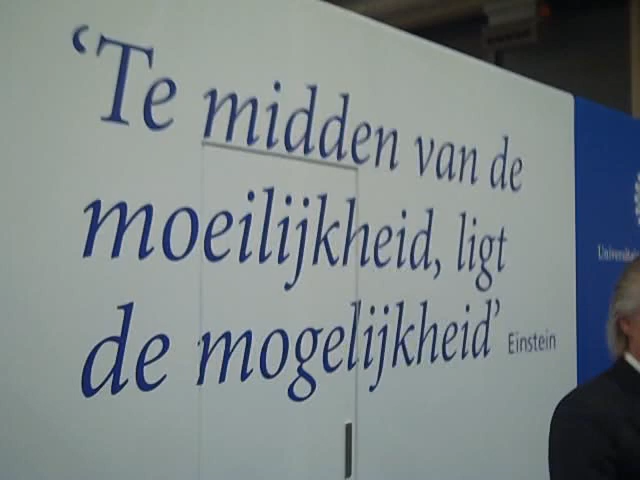 ‘Te midden van de
moeilijkheid, ligt
de mogelijkheid’ Einstein